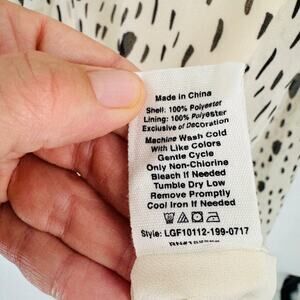 Made in China
Shell: 100% Polyester
Lining: 100% Polyester
Exclusive of Decoration
Machine Wash Cold
With Like Colors
Gentle Cycle
Only Non-Chlorine
Bleach If Needed
Tumble Dry Low
Remove Promptly
Cool Iron If Needed
Style: LGF10112-199-0717